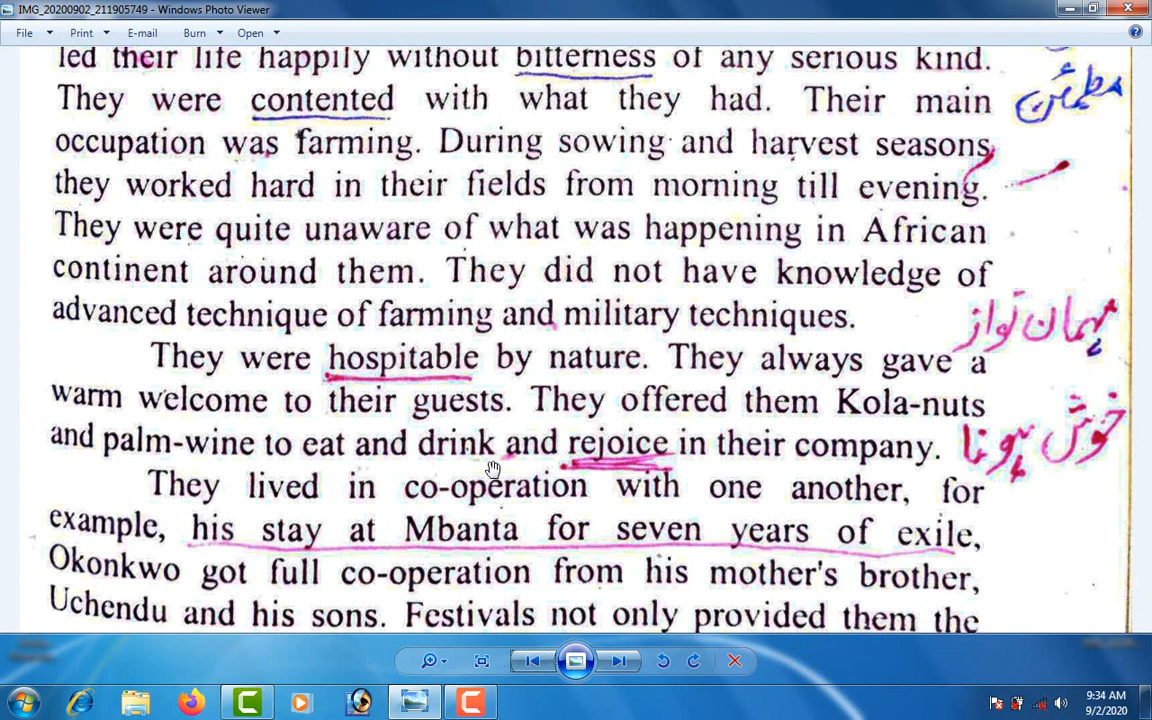 IMG_20200902_211905749 - Windows Photo Viewer
File Print E-mail Burn Open
led their life happily without bitterness of any serious kind.
They were contented with what they had. Their main
مطمئن
occupation was farming. During sowing and harvest seasons,
they worked hard in their fields from morning till evening.
They were quite unaware of what was happening in African
continent around them. They did not have knowledge of
advanced technique of farming and military techniques.
مہمان نواز
They were hospitable by nature. They always gave a
warm welcome to their guests. They offered them Kola-nuts
and palm-wine to eat and drink and rejoice in their company.
خوش ہونا
They lived in co-operation with one another, for
example, his stay at Mbanta for seven years of exile,
Okonkwo got full co-operation from his mother's brother,
Uchendu and his sons. Festivals not only provided them the
9:34 AM
9/2/2020